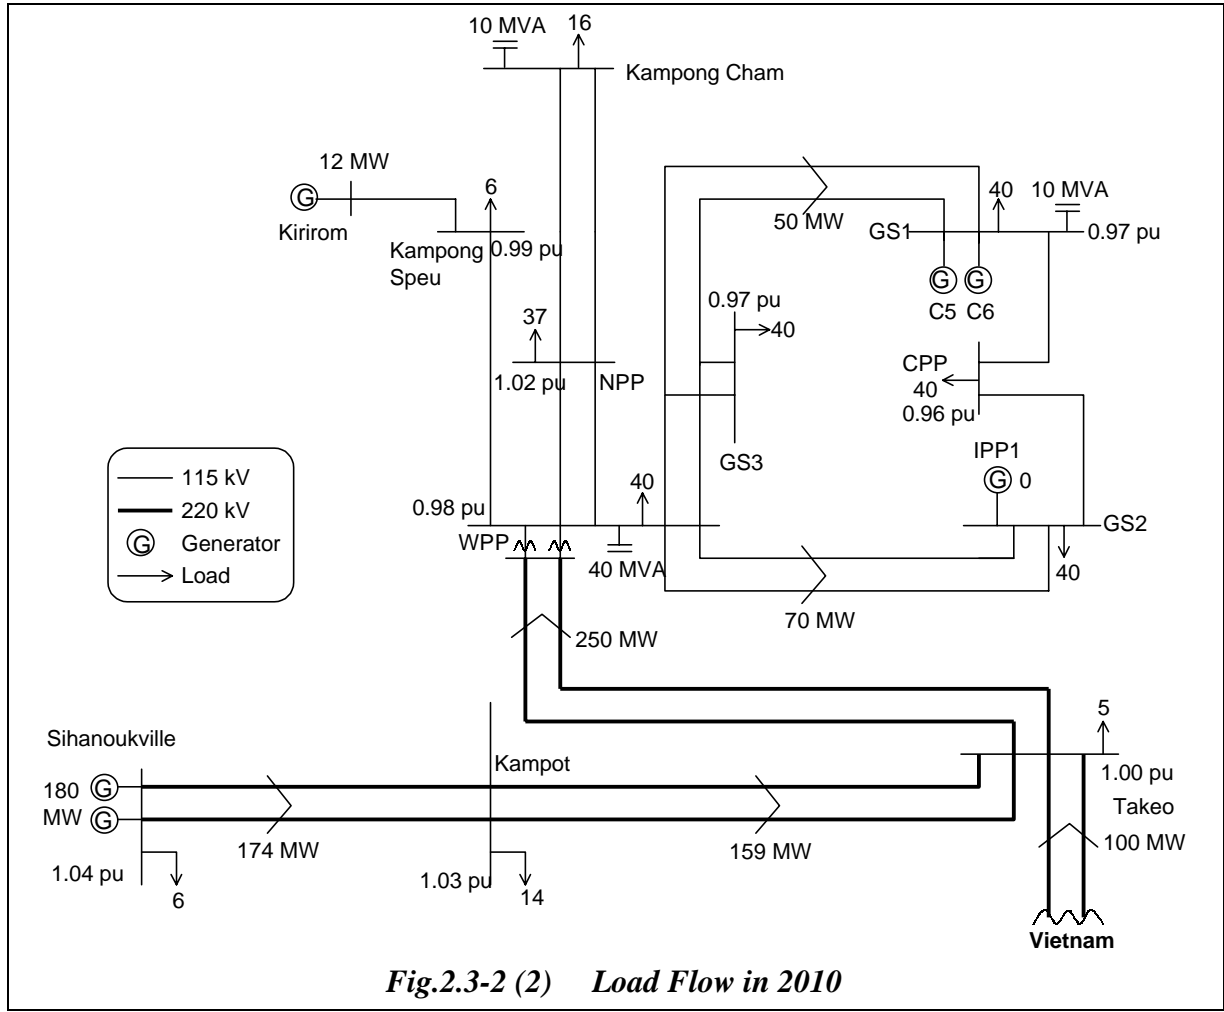 10 MVA
16
Kampong Cham
12 MW
G
Kirirom
6
Kampong
Speu
0.99 pu
50 MW
40
10 MVA
GS1
0.97 pu
G
G
C5
C6
0.97 pu
40
37
1.02 pu
NPP
CPP
40
0.96 pu
GS3
IPP1
G
0
115 kV
220 kV
G
Generator
Load
0.98 pu
40
WPP
40 MVA
GS2
40
70 MW
250 MW
Sihanoukville
Kampot
5
1.00 pu
Takeo
180
MW
G
G
174 MW
159 MW
100 MW
1.04 pu
6
1.03 pu
14
Vietnam
Fig.2.3-2 (2) Load Flow in 2010